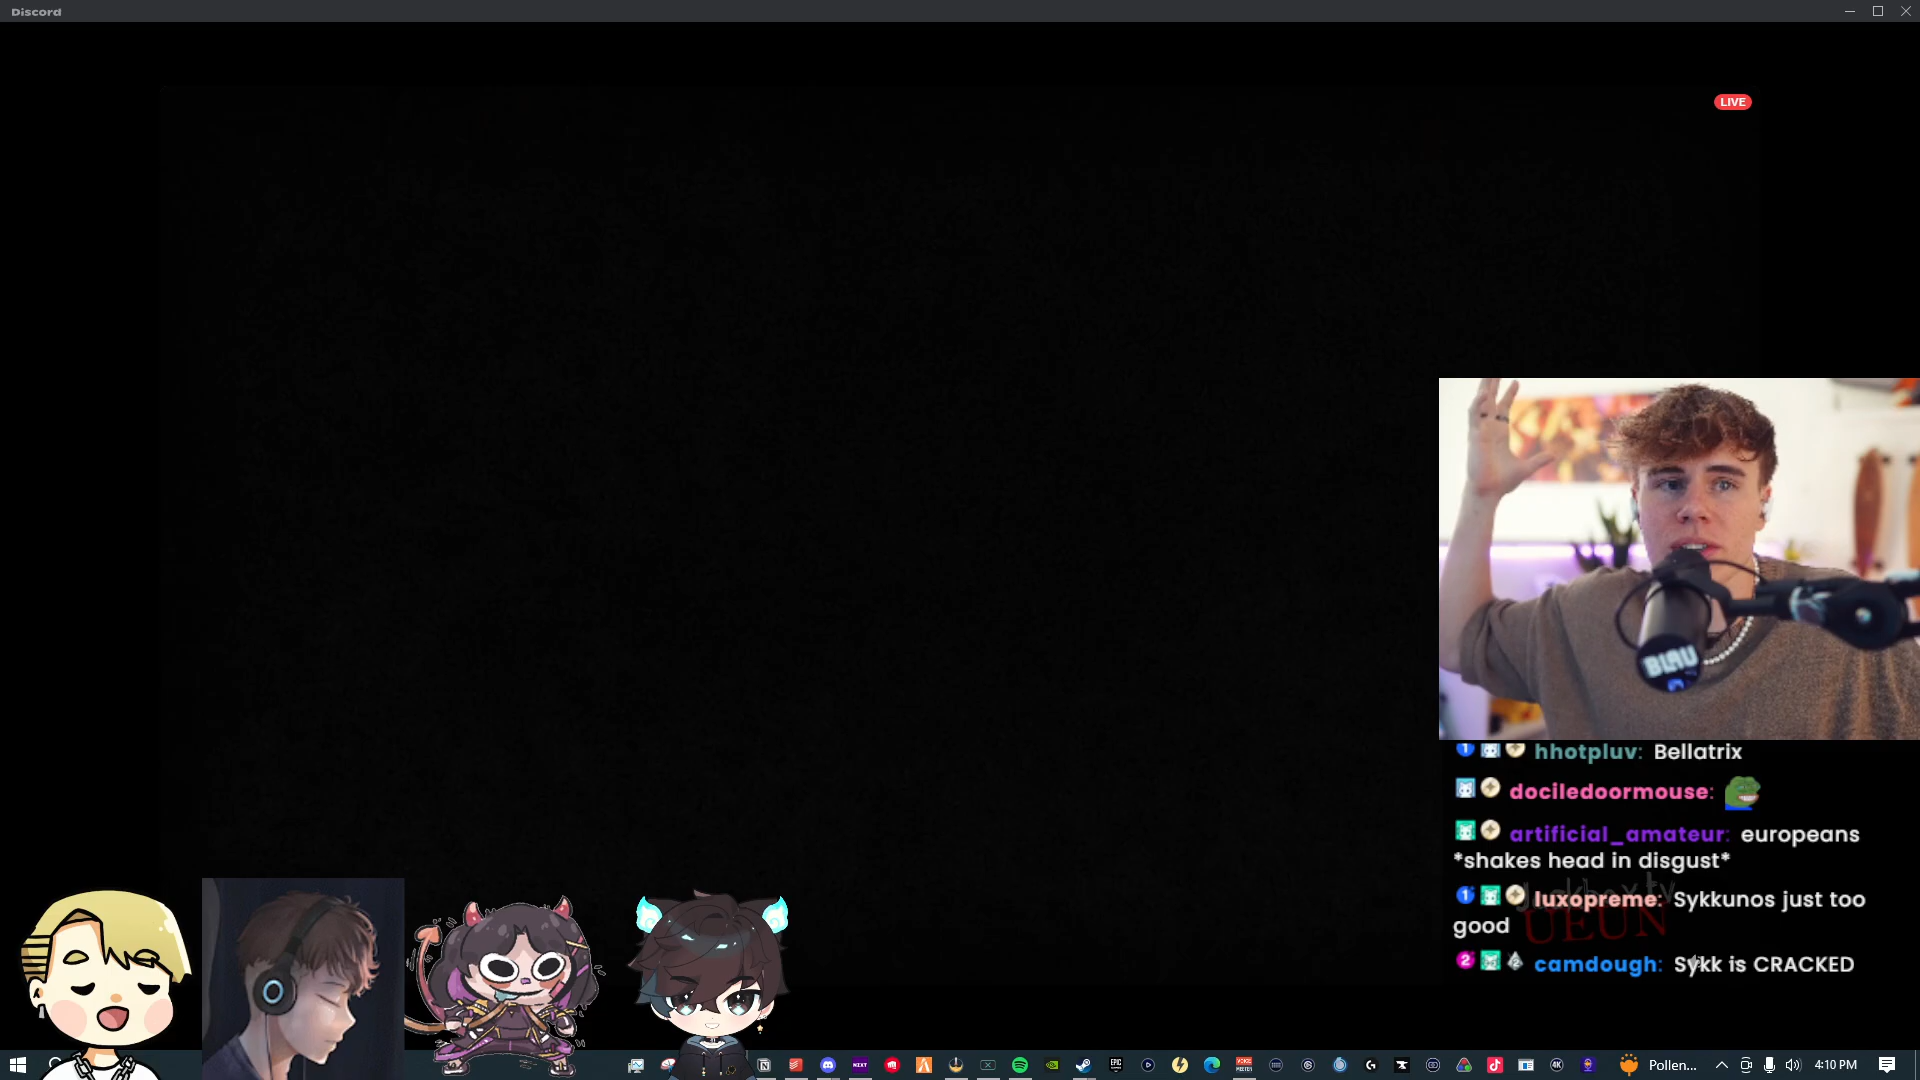 Discord
LIVE
BLAU
hhotpluv: Bellatrix
dociledoormouse:
artificial_amateur: europeans
*shakes head in disgust*
luxopreme: Sykkunos just too
good
UEUN
camdough: Sykk is CRACKED
Pollen...
4:10 PM